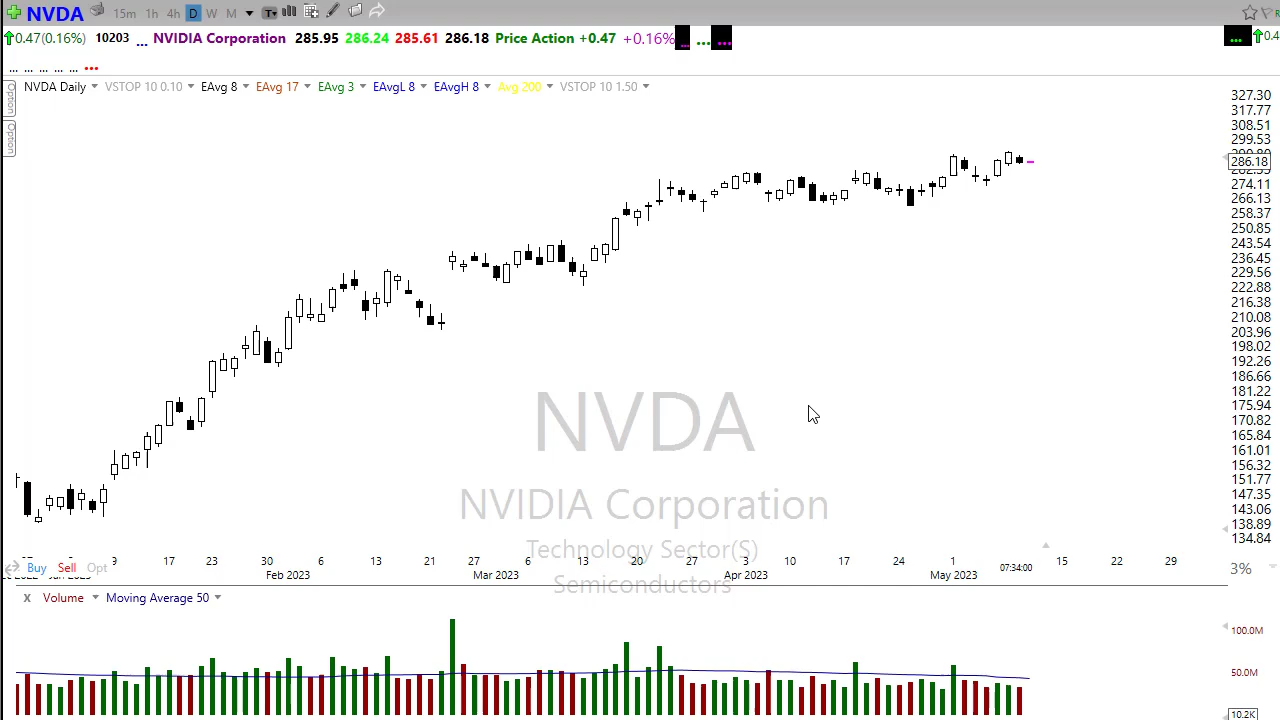 NVDA 15m 1h 4h D W M T
0.47(0.16%) 10203 ... NVIDIA Corporation 285.95 286.24 285.61 286.18 Price Action +0.47 +0.16% ... ... ... ... 0.4
... ... ... ... ... ...
NVDA Daily VSTOP 10 0.10 EAvg 8 EAvg 17 EAvg 3 EAvgL 8 EAvgH 8 Avg 200 VSTOP 10 1.50
Option
Option
327.30
317.77
308.51
299.53
286.18
274.11
266.13
258.37
250.85
243.54
236.45
229.56
222.88
216.38
210.08
203.96
198.02
192.26
186.66
181.22
175.94
170.82
165.84
161.01
156.32
151.77
147.35
143.06
138.89
134.84
NVDA
NVIDIA Corporation
Technology Sector(S)
Semiconductors
9 17 23 30 6 13 21 27 6 13 20 27 3 10 17 24 1 07:34:00 15 22 29
Buy Sell Opt 3%
Feb 2023 Mar 2023 Apr 2023 May 2023
X Volume Moving Average 50
100.0M
50.0M
10.2K